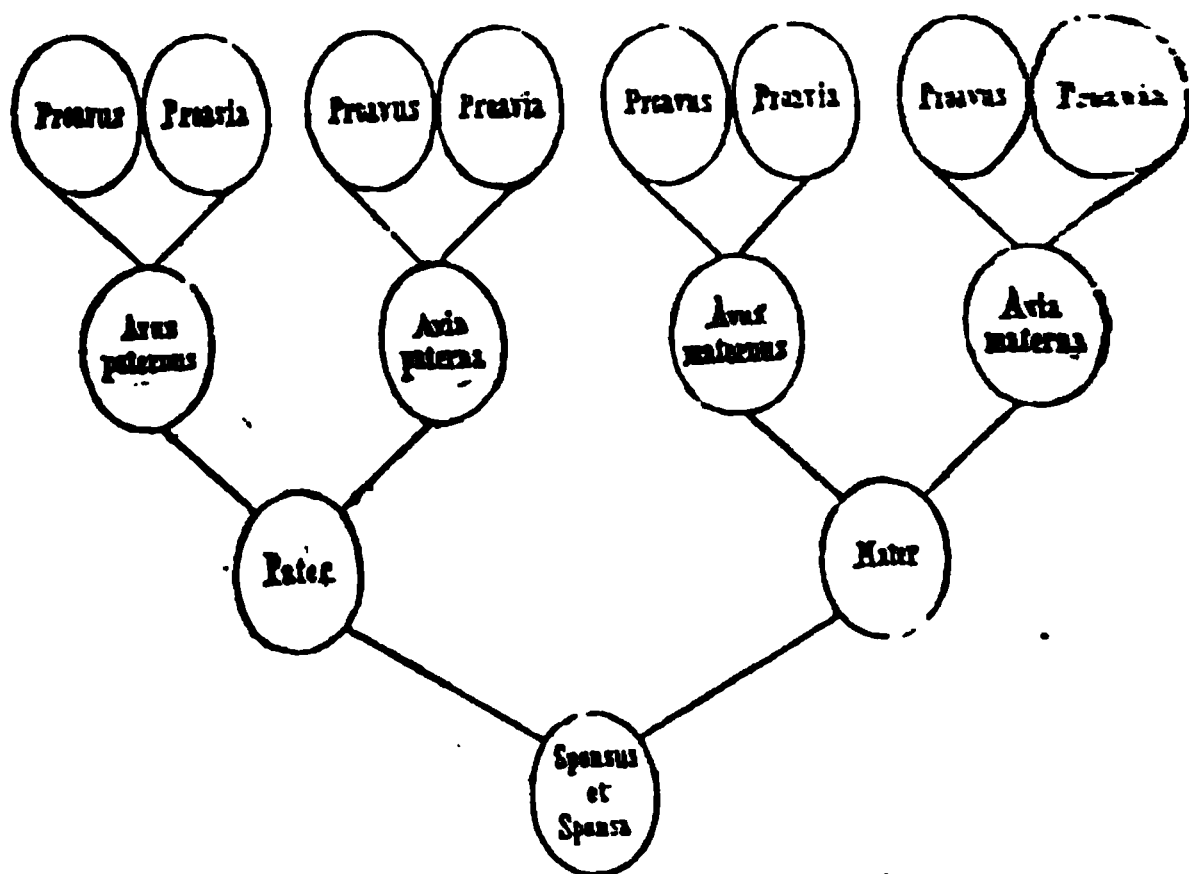 Proavus Proavia Proavus Proavia Proavus Proavia Proavus Proavia
Avus
paternus
Avia
paterna
Avus
maternus
Avia
materna
Pater
Mater
Sponsus
et
Sponsa